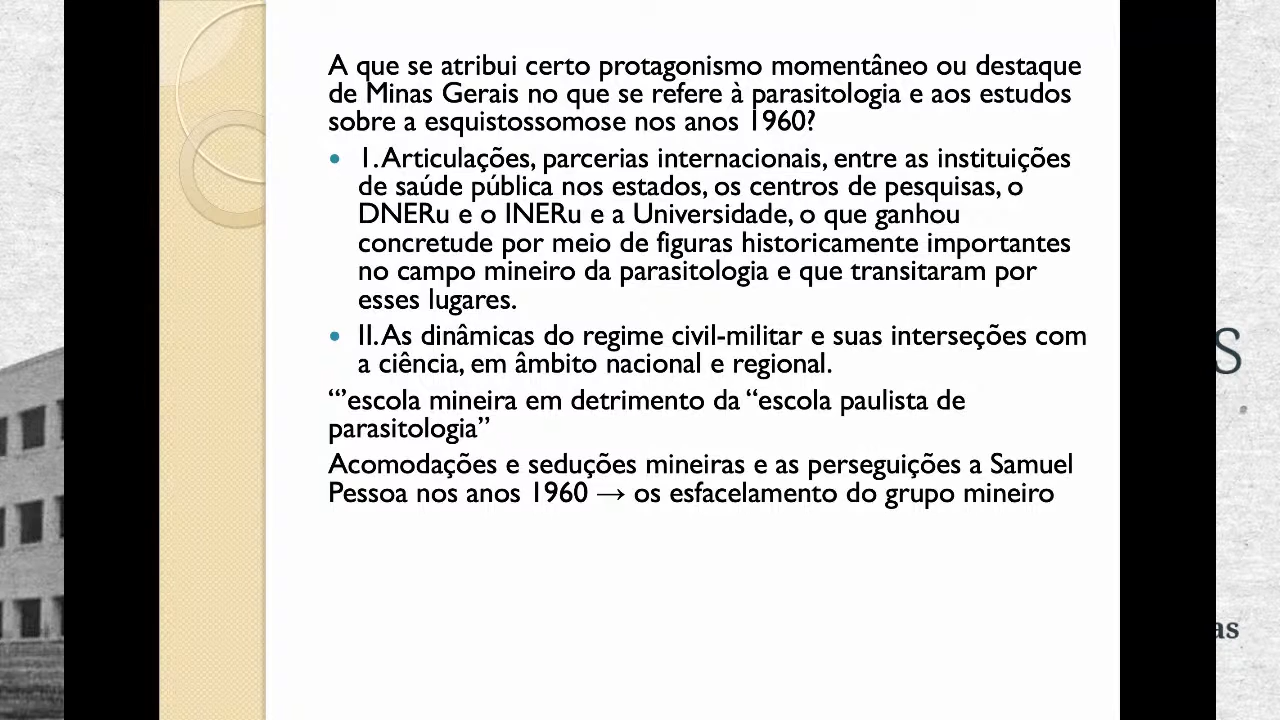 A que se atribui certo protagonismo momentâneo ou destaque
de Minas Gerais no que se refere à parasitologia e aos estudos
sobre a esquistossomose nos anos 1960?
• I. Articulações, parcerias internacionais, entre as instituições
de saúde pública nos estados, os centros de pesquisas, o
DNERu e o INERu e a Universidade, o que ganhou
concretude por meio de figuras historicamente importantes
no campo mineiro da parasitologia e que transitaram por
esses lugares.
• II. As dinâmicas do regime civil-militar e suas interseções com
a ciência, em âmbito nacional e regional.
“’escola mineira em detrimento da “escola paulista de
parasitologia”
Acomodações e seduções mineiras e as perseguições a Samuel
Pessoa nos anos 1960 → os esfacelamento do grupo mineiro
S
as